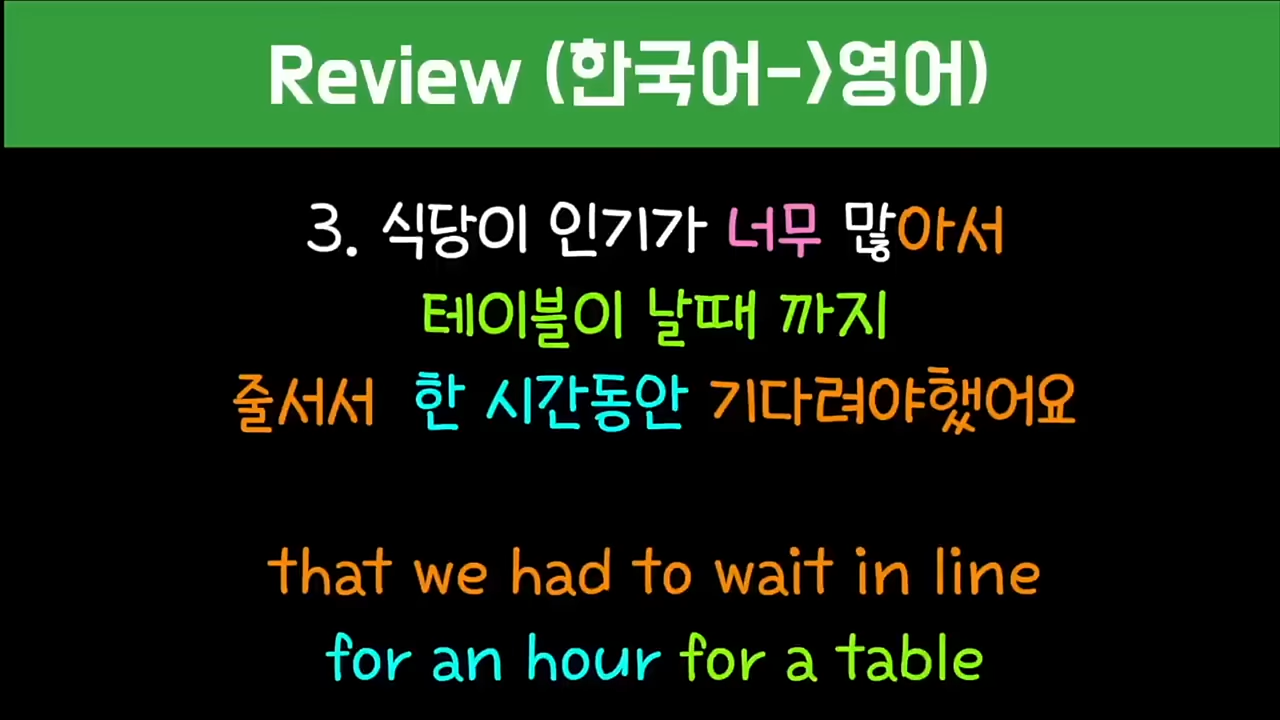 Review (한국어->영어)
3. 식당이 인기가 너무 많아서
테이블이 날때 까지
줄서서 한 시간동안 기다려야했어요
that we had to wait in line
for an hour for a table